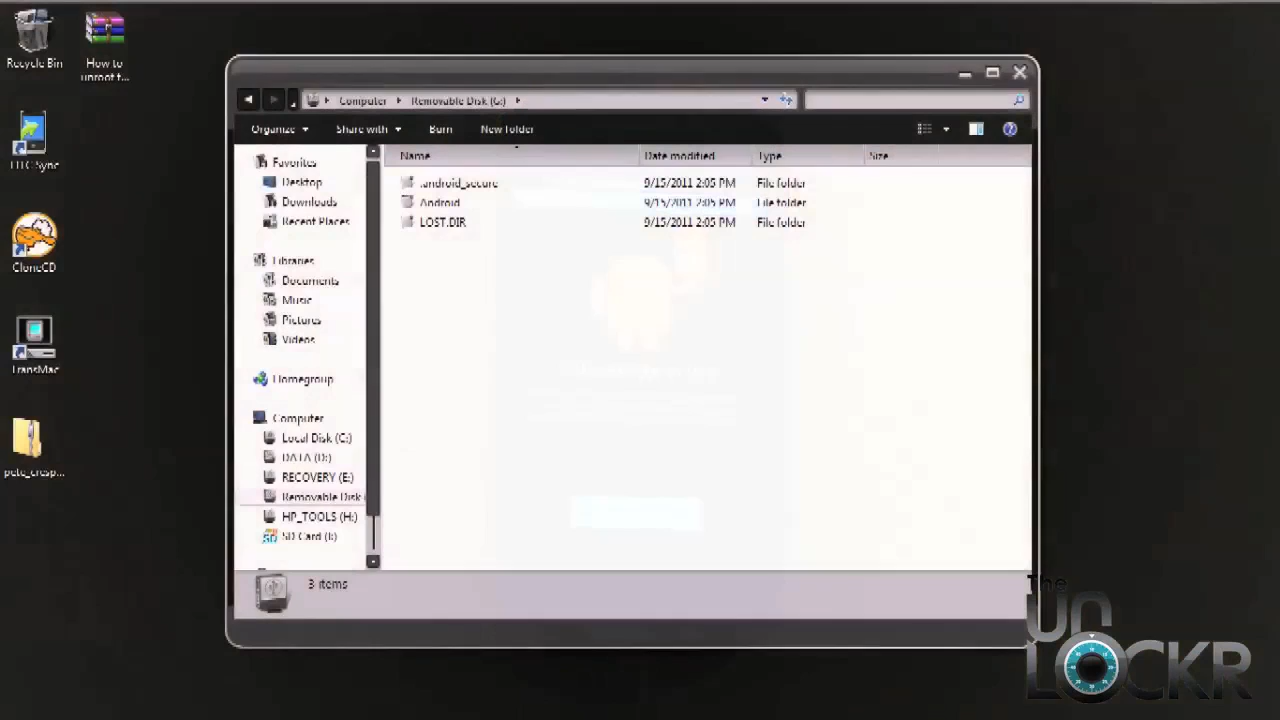 Recycle Bin
How to
unroot t...
HTC Sync
CloneCD
TransMac
pete_cresp...
Computer
Removable Disk (G:)
Organize
Share with
Burn
New folder
Name
Date modified
Type
Size
.android_secure
9/15/2011 2:05 PM
File folder
Android
9/15/2011 2:05 PM
File folder
LOST.DIR
9/15/2011 2:05 PM
File folder
Favorites
Desktop
Downloads
Recent Places
Libraries
Documents
Music
Pictures
Videos
Homegroup
Computer
Local Disk (C:)
DATA (D:)
RECOVERY (E:)
Removable Disk (
HP_TOOLS (H:)
SD Card (I:)
3 items
The
UN
LOCKR